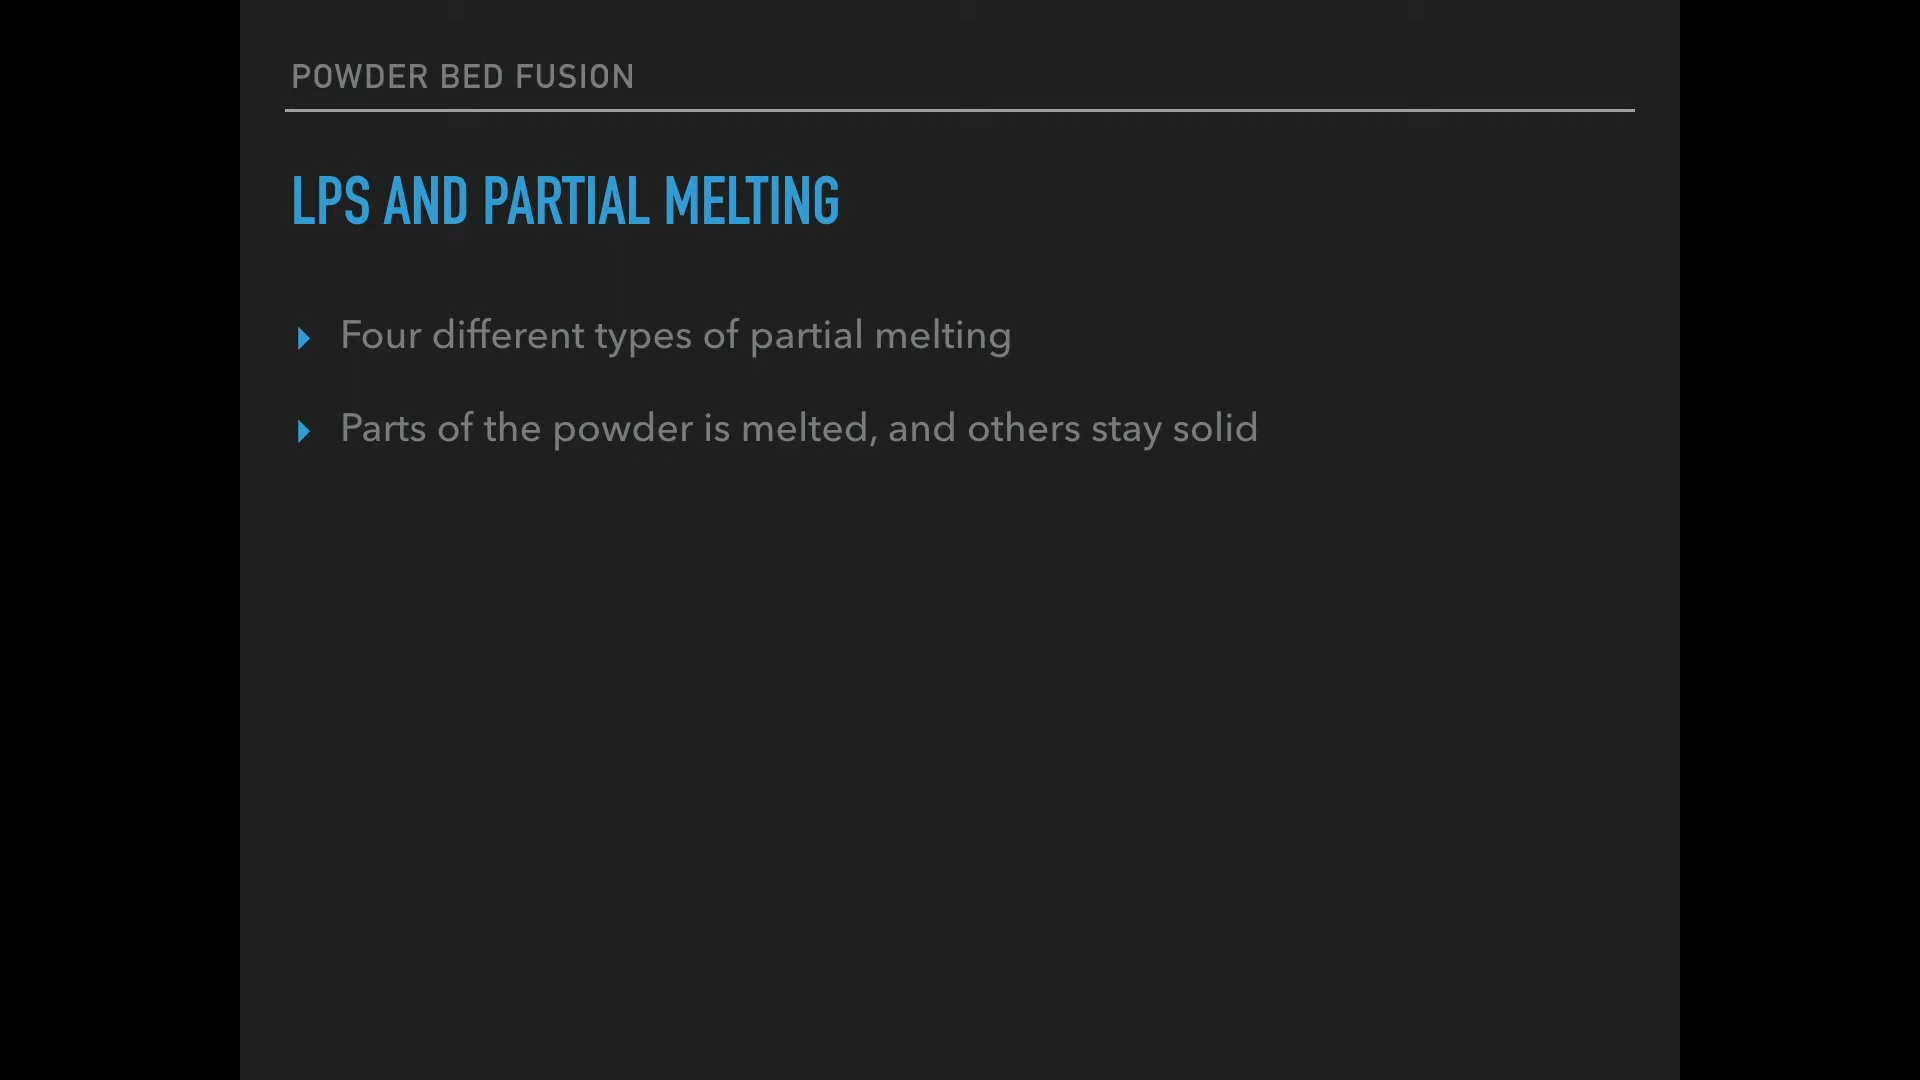 POWDER BED FUSION
LPS AND PARTIAL MELTING
Four different types of partial melting
Parts of the powder is melted, and others stay solid